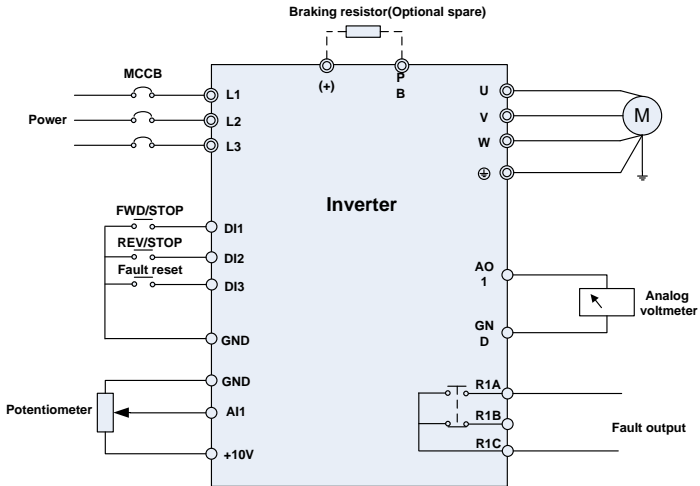 Braking resistor(Optional spare)
MCCB
(+)
P
B
L1
U
Power
L2
V
M
L3
W
Inverter
FWD/STOP
DI1
REV/STOP
DI2
Fault reset
DI3
AO
1
Analog
voltmeter
GND
GN
D
GND
R1A
Potentiometer
AI1
R1B
Fault output
+10V
R1C